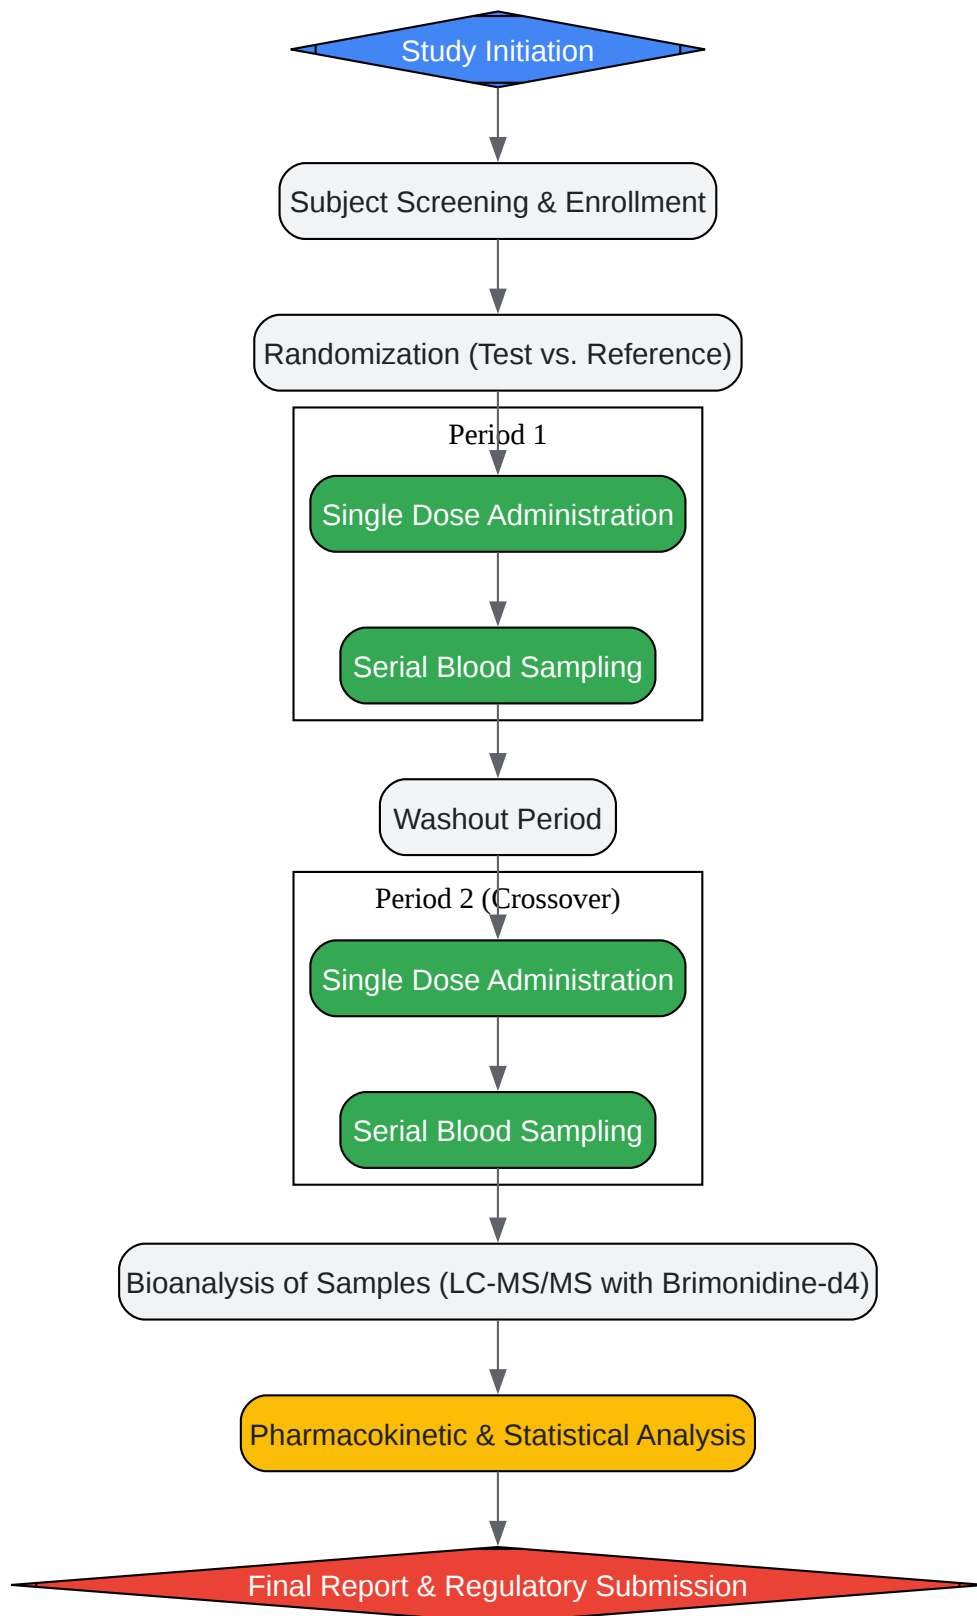 Study Initiation
Subject Screening & Enrollment
Randomization (Test vs. Reference)
Period 1
Single Dose Administration
Serial Blood Sampling
Washout Period
Period 2 (Crossover)
Single Dose Administration
Serial Blood Sampling
Bioanalysis of Samples (LC-MS/MS with Brimonidine-d4)
Pharmacokinetic & Statistical Analysis
Final Report & Regulatory Submission